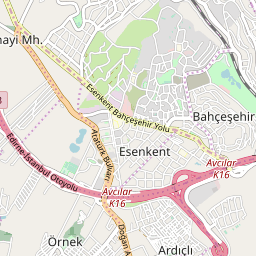 nayi Mh.
Esenkent Bahçeşehir Yolu
Bahçeşehir
3
Edirne-İstanbul Otoyolu
Atatürk Bulvarı
Esenkent
Avcılar
K16
Avcılar
K16
Örnek
Doğan A
Ardıçlı